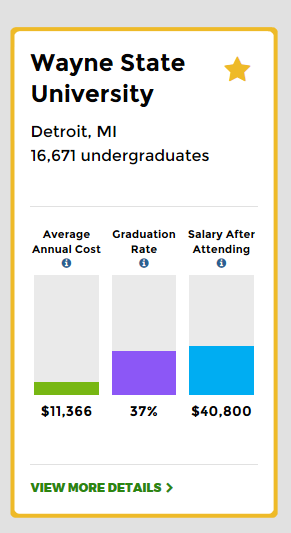 Wayne State
University
Detroit, MI
16,671 undergraduates
Average
Annual Cost
Graduation
Rate
Salary After
Attending
i
i
i
$11,366
37%
$40,800
VIEW MORE DETAILS >